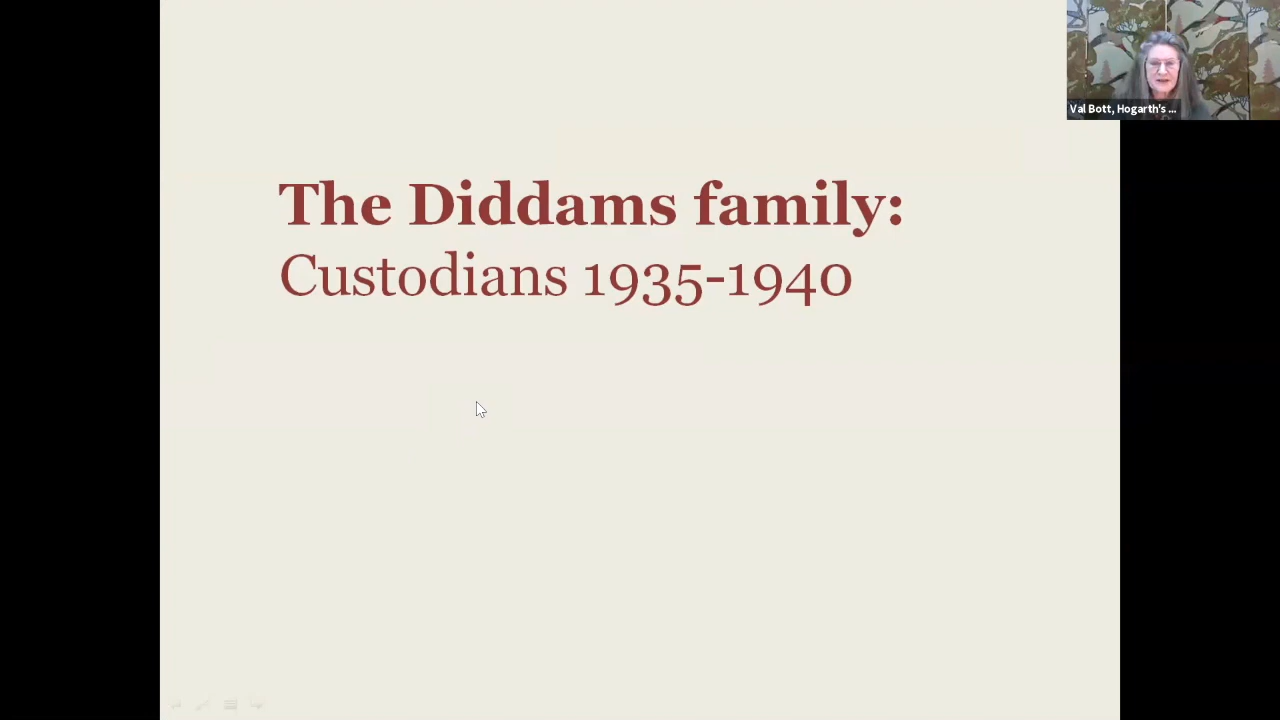 The Diddams family:
Custodians 1935-1940
Val Bott, Hogarth's ...